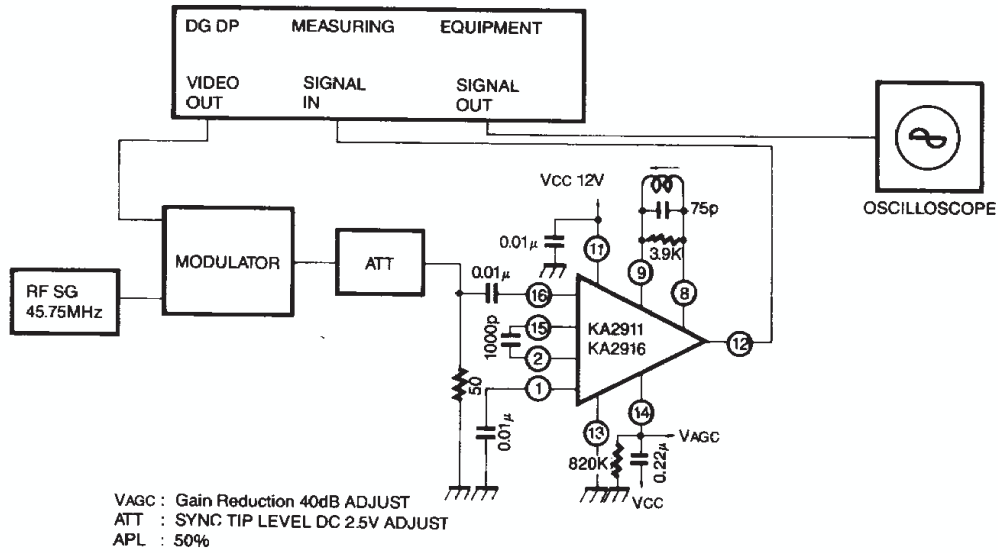 DG DP MEASURING EQUIPMENT
VIDEO OUT
SIGNAL IN
SIGNAL OUT
OSCILLOSCOPE
VCC 12V
75p
0.01μ
11
3.9K
9
8
MODULATOR
ATT
RF SG
45.75MHz
0.01μ
16
15
1000p
2
1
KA2911
KA2916
12
50
0.01μ
13
14
VAGC
820K
0.22μ
VCC
VAGC : Gain Reduction 40dB ADJUST
ATT : SYNC TIP LEVEL DC 2.5V ADJUST
APL : 50%